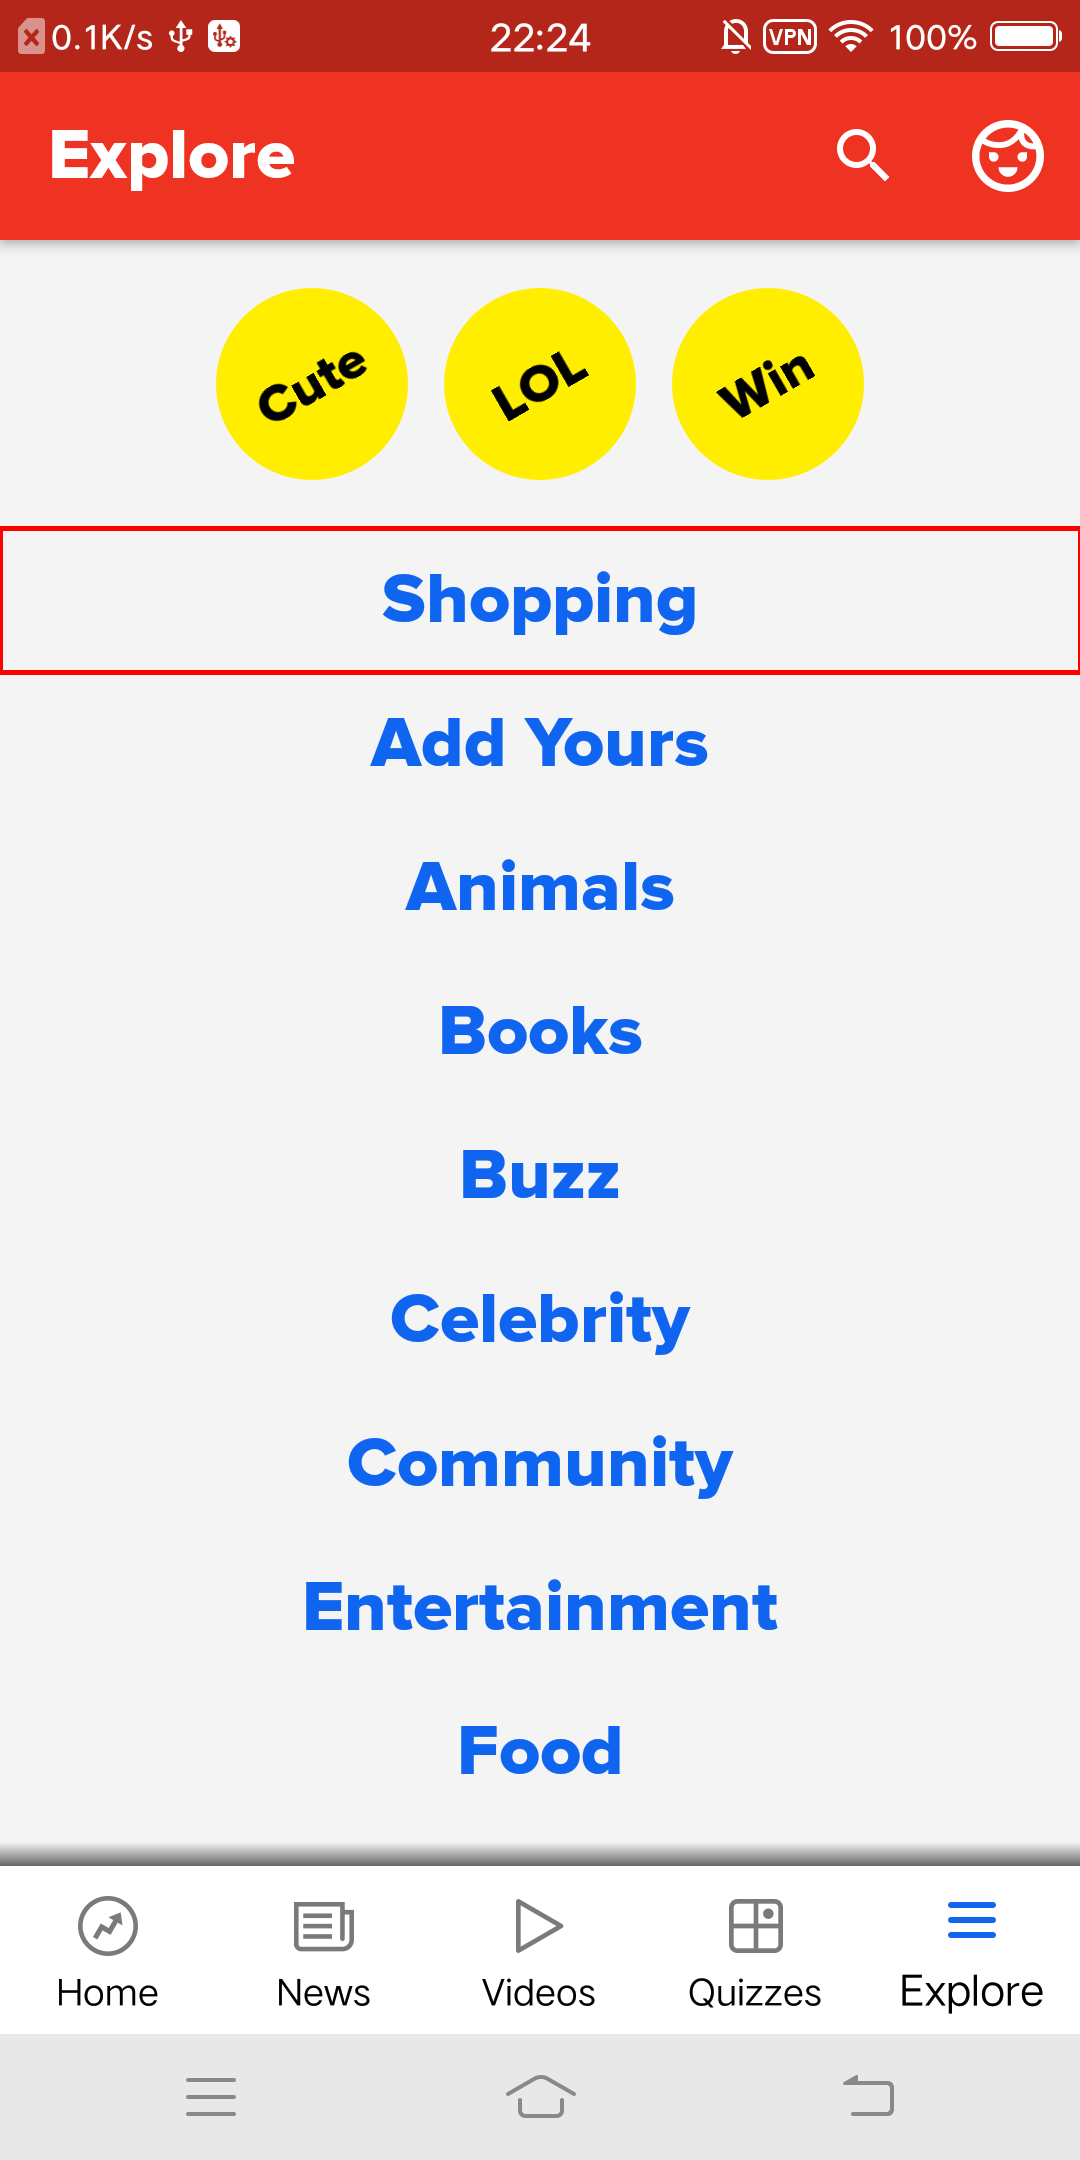 0.1K/s 22:24 VPN 100%
Explore
Cute LOL Win
Shopping
Add Yours
Animals
Books
Buzz
Celebrity
Community
Entertainment
Food
Home News Videos Quizzes Explore